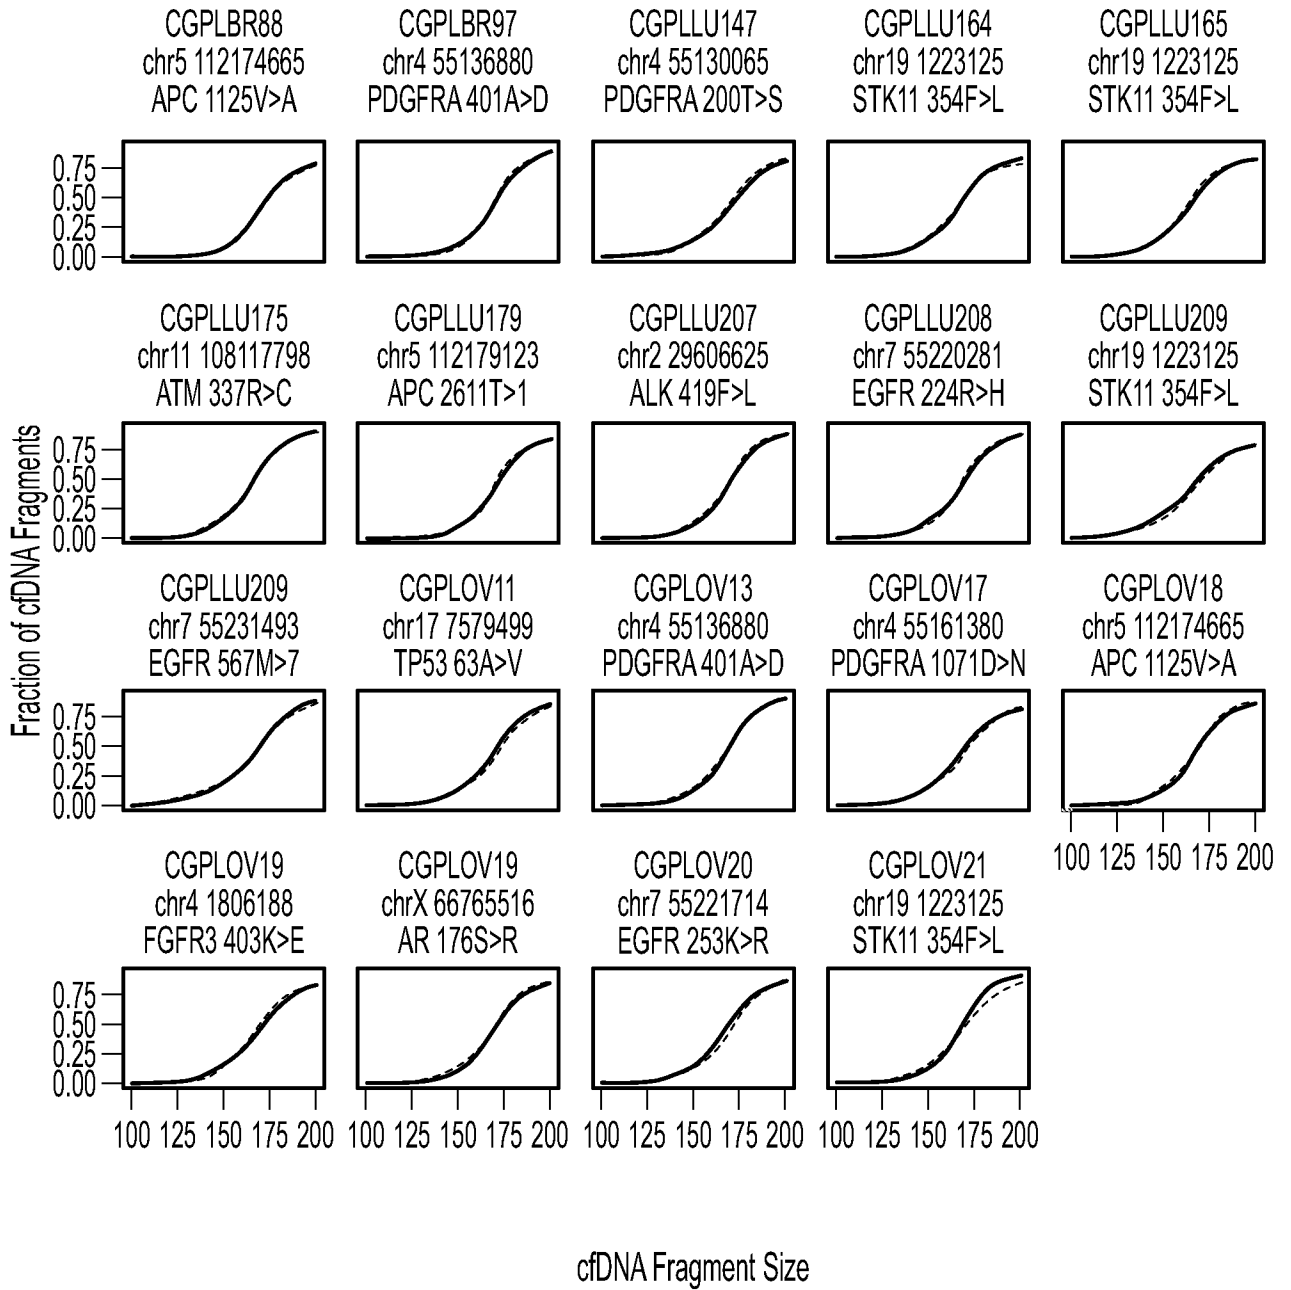 CGPLBR88 CGPLBR97 CGPLLU147 CGPLLU164 CGPLLU165
chr5 112174665 chr4 55136880 chr4 55130065 chr19 1223125 chr19 1223125
APC 1125V>A PDGFRA 401A>D PDGFRA 200T>S STK11 354F>L STK11 354F>L
0.75
0.50
0.25
0.00
CGPLLU175 CGPLLU179 CGPLLU207 CGPLLU208 CGPLLU209
chr11 108117798 chr5 112179123 chr2 29606625 chr7 55220281 chr19 1223125
ATM 337R>C APC 2611T>1 ALK 419F>L EGFR 224R>H STK11 354F>L
0.75
0.50
0.25
0.00
Fraction of cfDNA Fragments
CGPLLU209 CGPLOV11 CGPLOV13 CGPLOV17 CGPLOV18
chr7 55231493 chr17 7579499 chr4 55136880 chr4 55161380 chr5 112174665
EGFR 567M>7 TP53 63A>V PDGFRA 401A>D PDGFRA 1071D>N APC 1125V>A
0.75
0.50
0.25
0.00
100 125 150 175 200
CGPLOV19 CGPLOV19 CGPLOV20 CGPLOV21
chr4 1806188 chrX 66765516 chr7 55221714 chr19 1223125
FGFR3 403K>E AR 176S>R EGFR 253K>R STK11 354F>L
0.75
0.50
0.25
0.00
100 125 150 175 200 100 125 150 175 200 100 125 150 175 200 100 125 150 175 200
cfDNA Fragment Size